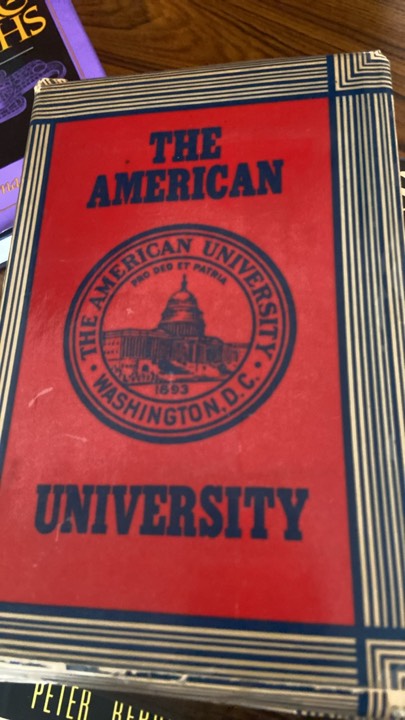 THE
AMERICAN
THE AMERICAN UNIVERSITY
PRO DEO ET PATRIA
1893
WASHINGTON, D.C.
UNIVERSITY
PETER